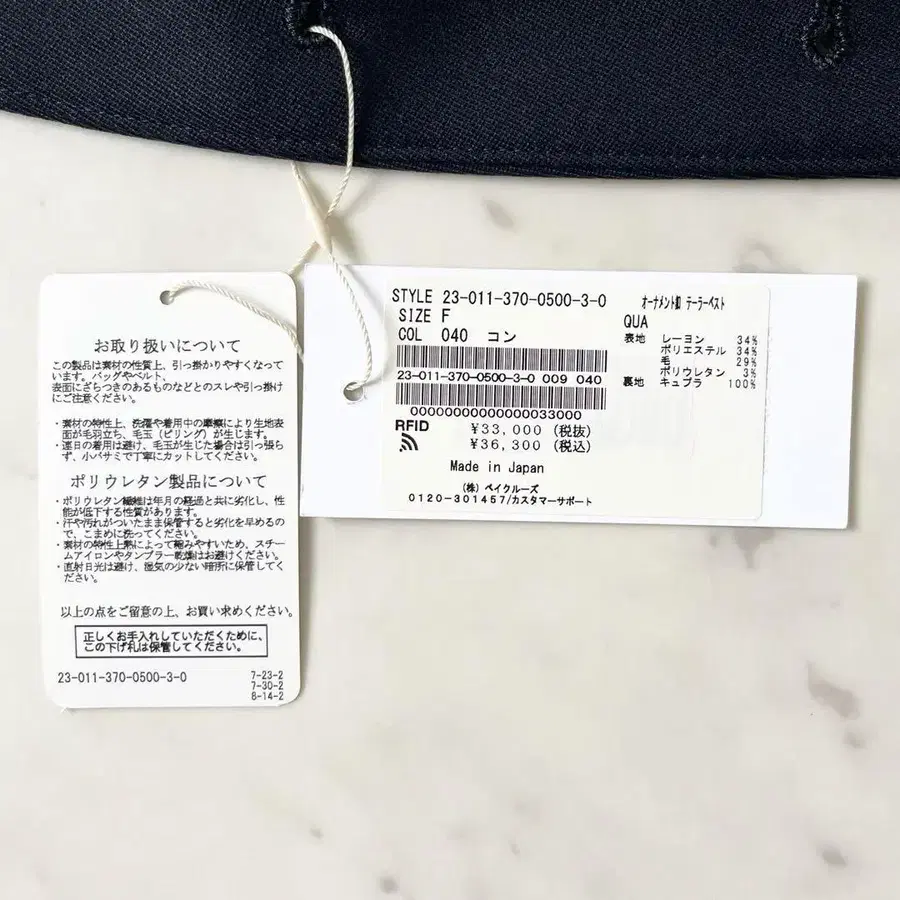 お取り扱いについて
この製品は素材の性質上、引っ掛かりやすくなって
います。バッグやベルト、
表面にざらつきのあるものなどとのスレや引っ掛け
にご注意ください。
・素材の特性上、洗濯や着用中の摩擦により生地表
面が毛羽立ち、毛玉(ピリング)が生じます。
・連日の着用は避け、毛玉が生じた場合は引っ張ら
ず、小バサミで丁寧にカットしてください。
ポリウレタン製品について
・ポリウレタン繊維は年月の経過と共に劣化し、性
能が低下する性質があります。
・汗や汚れがついたまま保管すると劣化を早めるの
で、こまめに洗ってください。
・素材の特性上熱によって縮みやすいため、スチー
ムアイロンやタンブラー乾燥はお避けください。
・直射日光は避け、湿気の少ない暗所に保管してく
ださい。
以上の点をご留意の上、お買い求めください。
正しくお手入れしていただくために、
この下げ札は保管してください。
23-011-370-0500-3-0
7-23-2
7-30-2
8-14-2
STYLE 23-011-370-0500-3-0
SIZE F
COL 040 コン
23-011-370-0500-3-0 009 040
00000000000000033000
RFID
¥33,000 (税抜)
¥36,300 (税込)
Made in Japan
(株) ベイクルーズ
0120-301457/カスタマーサポート
オーナメント釦 テーラーベスト
QUA
表地 レーヨン 34%
ポリエステル 34%
毛 29%
ポリウレタン 3%
裏地 キュプラ 100%